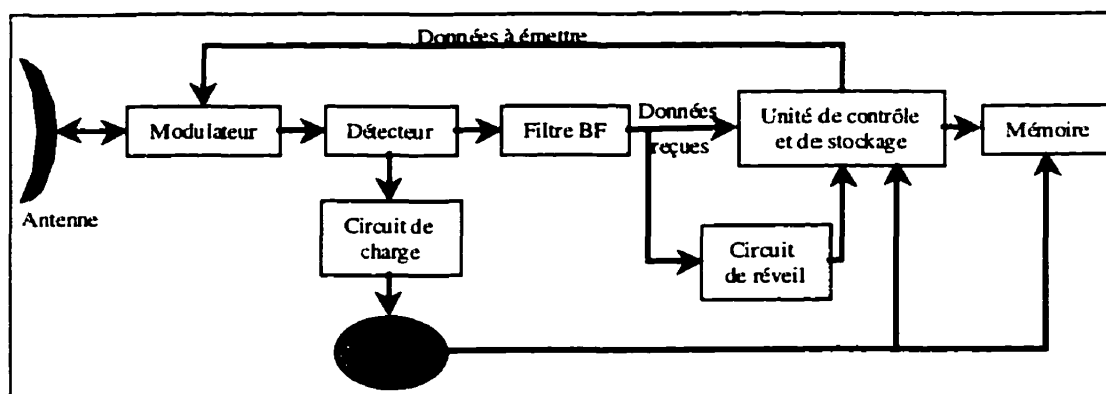 Données à émettre
Modulateur
Détecteur
Filtre BF
Données
reçues
Unité de contrôle
et de stockage
Mémoire
Antenne
Circuit de
charge
Circuit
de réveil